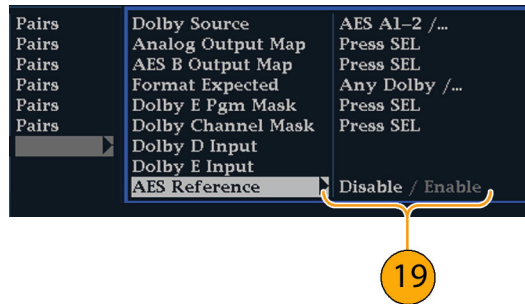 Pairs Dolby Source AES A1–2 /...
Pairs Analog Output Map Press SEL
Pairs AES B Output Map Press SEL
Pairs Format Expected Any Dolby /...
Pairs Dolby E Pgm Mask Press SEL
Pairs Dolby Channel Mask Press SEL
Dolby D Input
Dolby E Input
AES Reference Disable / Enable
19